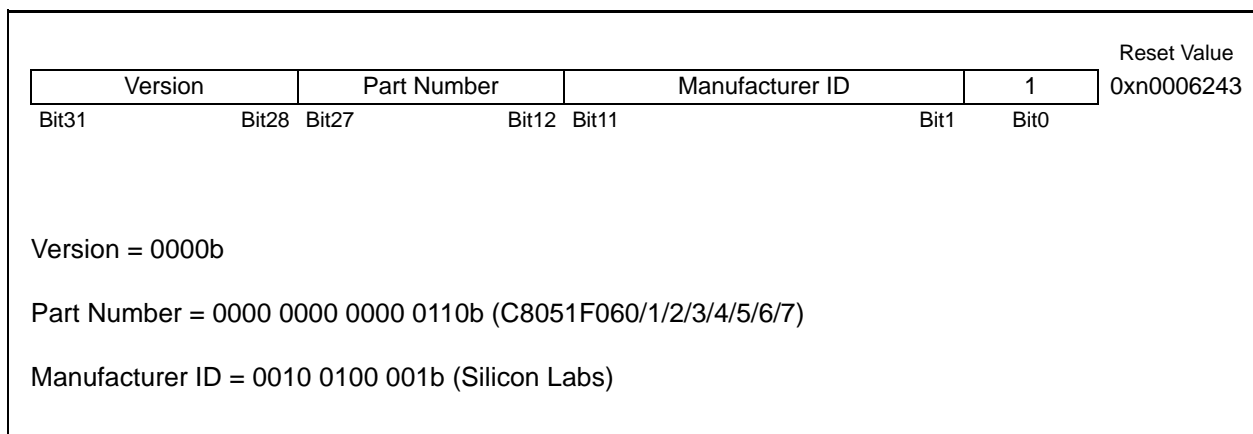 Reset Value
Version Part Number Manufacturer ID 1 0xn0006243
Bit31 Bit28 Bit27 Bit12 Bit11 Bit1 Bit0
Version = 0000b
Part Number = 0000 0000 0000 0110b (C8051F060/1/2/3/4/5/6/7)
Manufacturer ID = 0010 0100 001b (Silicon Labs)